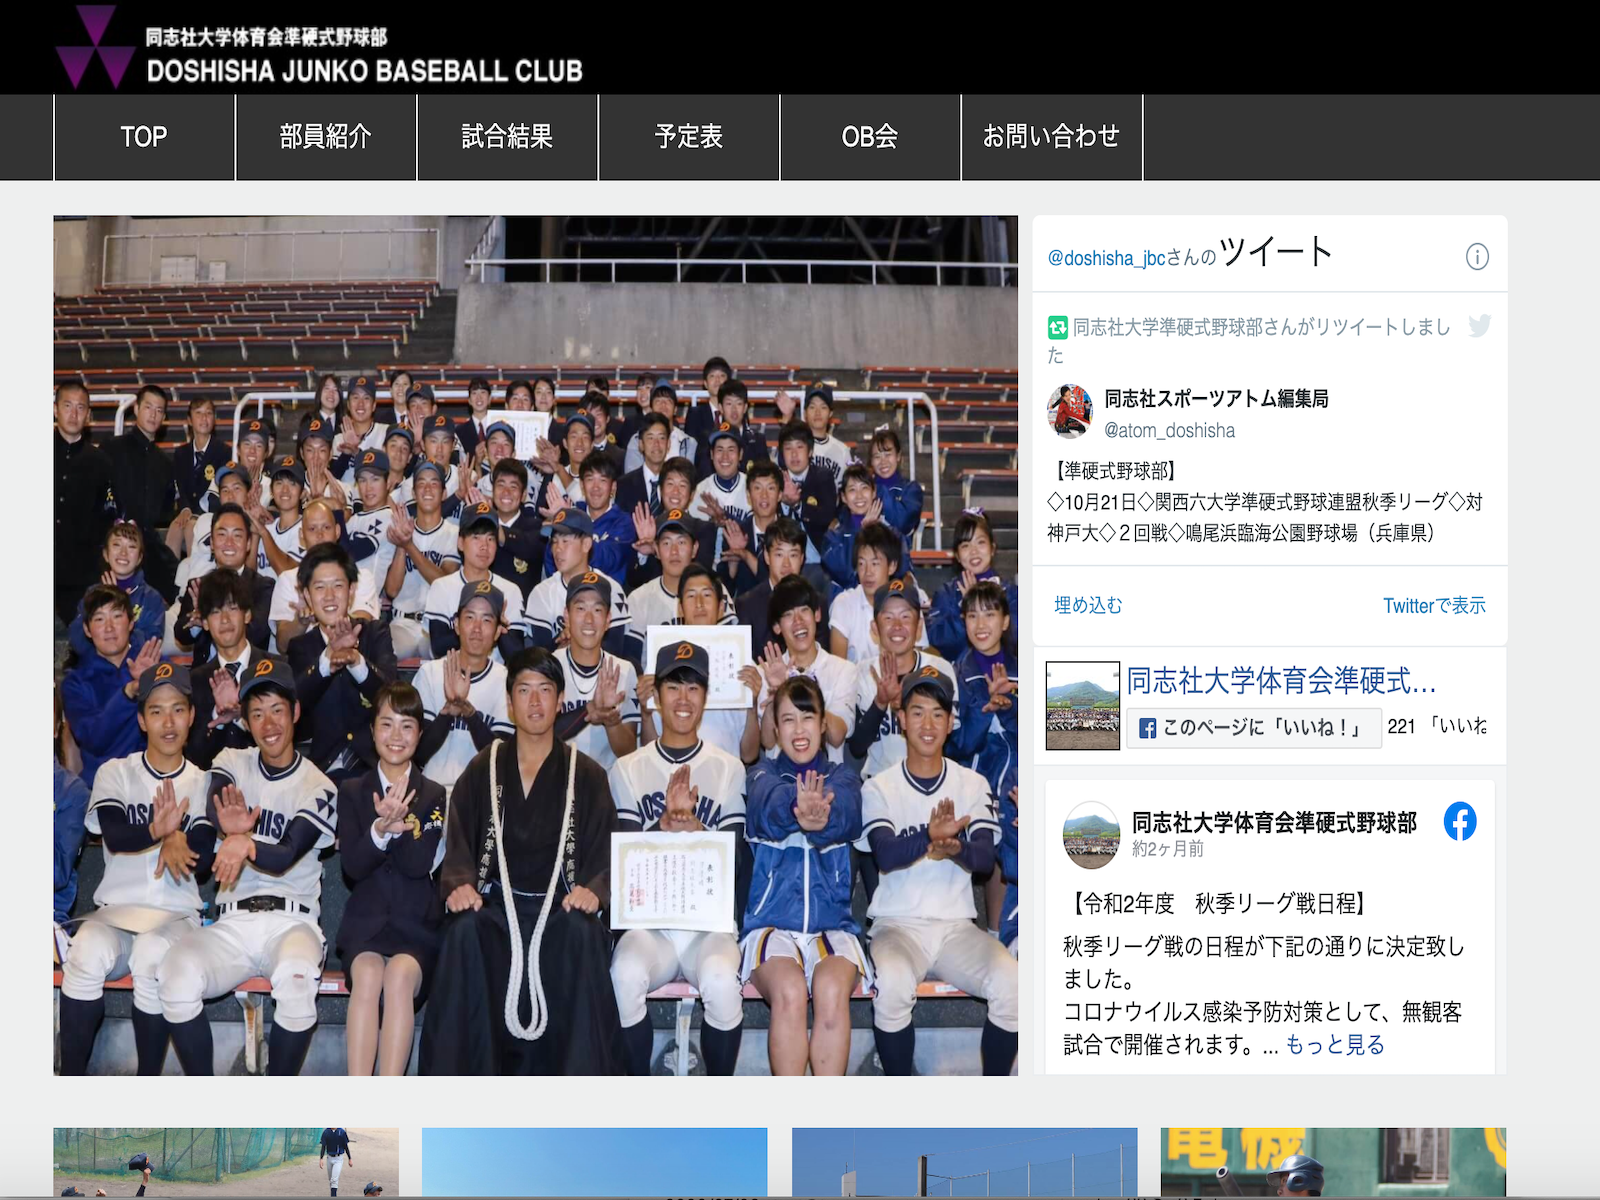 同志社大学体育会準硬式野球部
DOSHISHA JUNKO BASEBALL CLUB
TOP
部員紹介
試合結果
予定表
OB会
お問い合わせ
@doshisha_jbcさんのツイート
同志社大学準硬式野球部さんがリツイートしまし
た
同志社スポーツアトム編集局
@atom_doshisha
【準硬式野球部】
◇10月21日◇関西六大学準硬式野球連盟秋季リーグ◇対
神戸大◇２回戦◇鳴尾浜臨海公園野球場（兵庫県）
埋め込む
Twitterで表示
同志社大学体育会準硬式…
このページに「いいね！」
221 「いいね
同志社大学体育会準硬式野球部
約2ヶ月前
【令和2年度　秋季リーグ戦日程】
秋季リーグ戦の日程が下記の通りに決定致し
ました。
コロナウイルス感染予防対策として、無観客
試合で開催されます。... もっと見る
表彰状
表彰状
DOSHISHA
電機